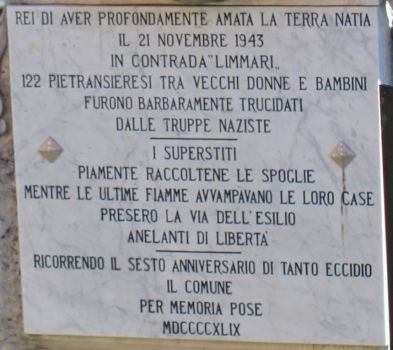 REI DI AVER PROFONDAMENTE AMATA LA TERRA NATIA
IL 21 NOVEMBRE 1943
IN CONTRADA "LIMMARI„
122 PIETRANSIERESI TRA VECCHI DONNE E BAMBINI
FURONO BARBARAMENTE TRUCIDATI
DALLE TRUPPE NAZISTE
I SUPERSTITI
PIAMENTE RACCOLTENE LE SPOGLIE
MENTRE LE ULTIME FIAMME AVVAMPAVANO LE LORO CASE
PRESERO LA VIA DELL'ESILIO
ANELANTI DI LIBERTA'
RICORRENDO IL SESTO ANNIVERSARIO DI TANTO ECCIDIO
IL COMUNE
PER MEMORIA POSE
MDCCCCXLIX